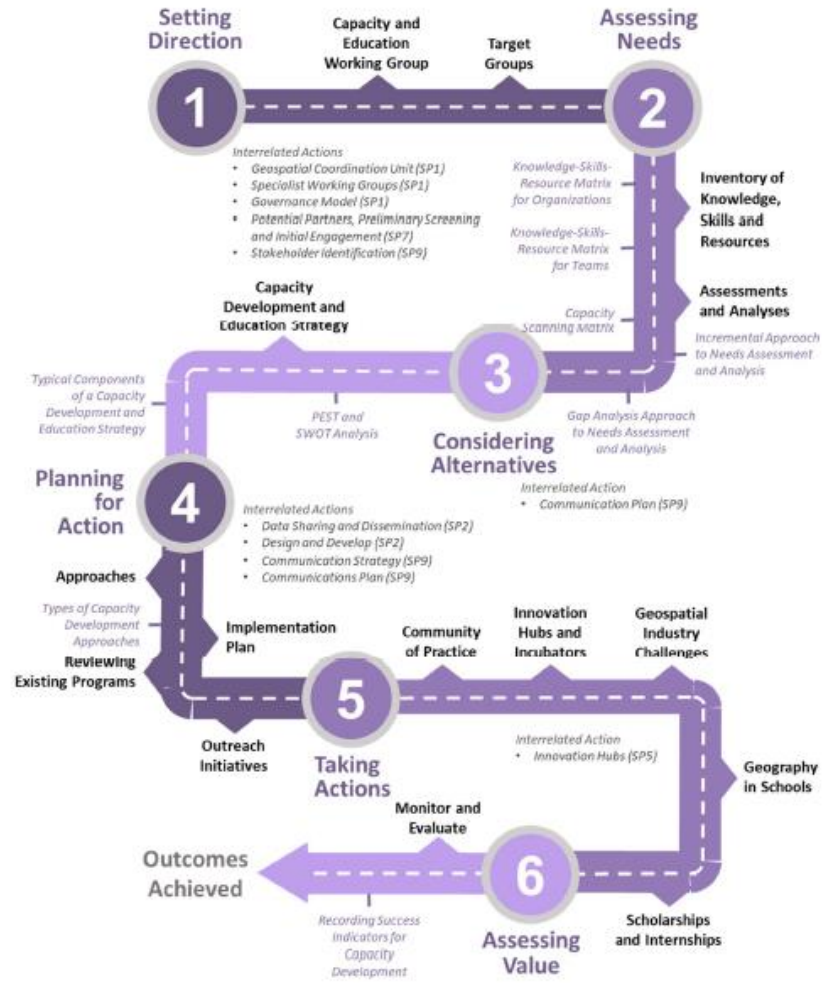 Setting
Direction
Capacity and
Education
Working Group
Target
Groups
Assessing
Needs
1
2
Interrelated Actions
• Geospatial Coordination Unit (SP1)
• Specialist Working Groups (SP1)
• Governance Model (SP1)
• Potential Partners, Preliminary Screening
and Initial Engagement (SP7)
• Stakeholder Identification (SP9)
Knowledge-Skills-
Resource Matrix
for Organizations
Knowledge-Skills-
Resource Matrix
for Teams
Capacity
Scanning Matrix
Inventory of
Knowledge,
Skills and
Resources
Assessments
and Analyses
Incremental Approach
to Needs Assessment
and Analysis
Gap Analysis Approach
to Needs Assessment
and Analysis
3
Considering
Alternatives
Interrelated Action
• Communication Plan (SP9)
Capacity
Development and
Education Strategy
PEST and
SWOT Analysis
Typical Components
of a Capacity
Development and
Education Strategy
Planning
for
Action
4
Interrelated Actions
• Data Sharing and Dissemination (SP2)
• Design and Develop (SP2)
• Communication Strategy (SP9)
• Communications Plan (SP9)
Approaches
Types of Capacity
Development
Approaches
Reviewing
Existing Programs
Implementation
Plan
Outreach
Initiatives
5
Taking
Actions
Community
of Practice
Innovation
Hubs and
Incubators
Geospatial
Industry
Challenges
Interrelated Action
• Innovation Hubs (SP5)
Geography
in Schools
Scholarships
and Internships
6
Assessing
Value
Monitor and
Evaluate
Recording Success
Indicators for
Capacity
Development
Outcomes
Achieved